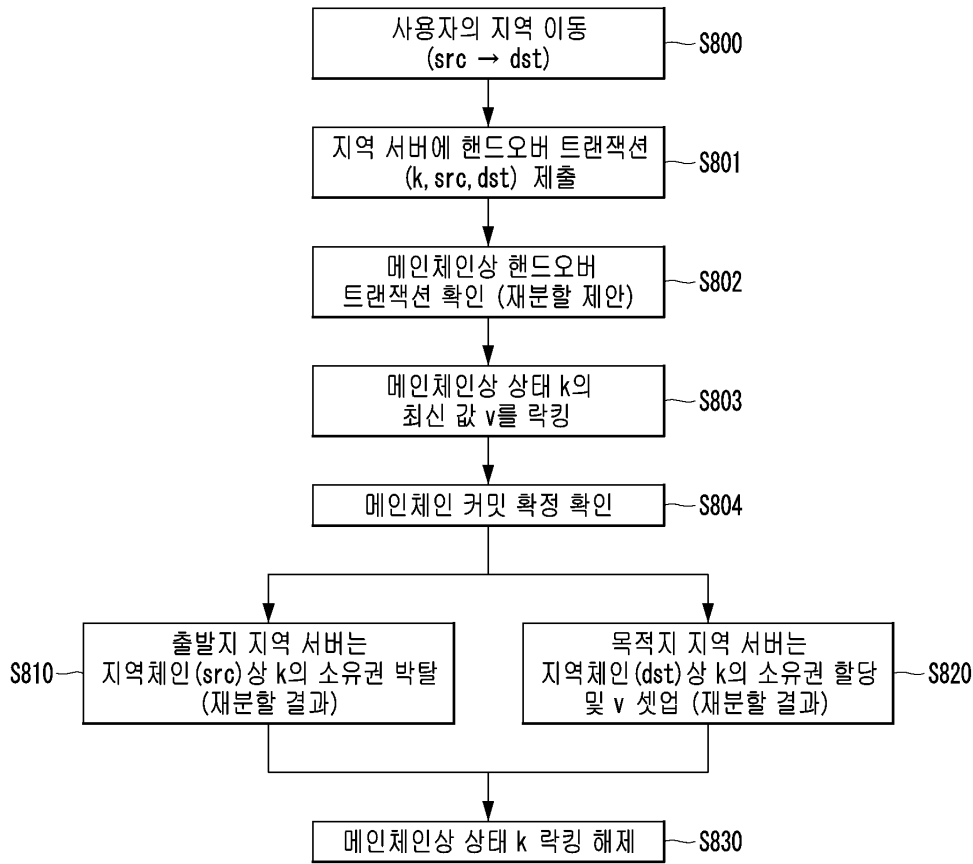 사용자의 지역 이동
(src → dst)
S800
지역 서버에 핸드오버 트랜잭션
(k,src,dst) 제출
S801
메인체인상 핸드오버
트랜잭션 확인 (재분할 제안)
S802
메인체인상 상태 k의
최신 값 v를 락킹
S803
메인체인 커밋 확정 확인
S804
출발지 지역 서버는
지역체인(src)상 k의 소유권 박탈
(재분할 결과)
S810
목적지 지역 서버는
지역체인(dst)상 k의 소유권 할당
및 v 셋업 (재분할 결과)
S820
메인체인상 상태 k 락킹 해제
S830